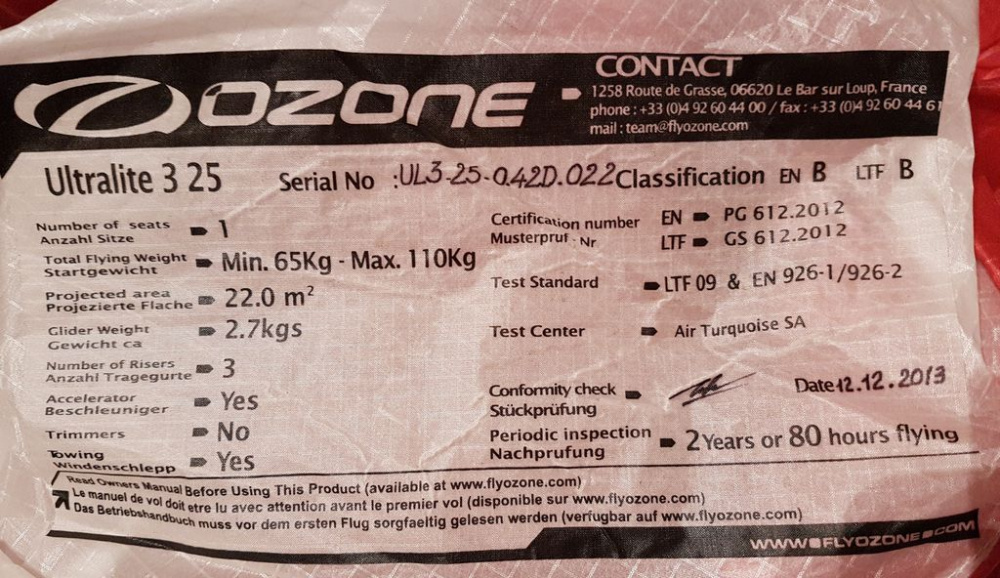 OZONE
CONTACT
1258 Route de Grasse, 06620 Le Bar sur Loup, France
phone : +33 (0)4 92 60 44 00 / fax : +33 (0)4 92 60 44 61
mail : team@flyozone.com
Ultralite 3 25 Serial No :UL3-25-Q.42D.022 Classification EN B LTF B
Number of seats
Anzahl Sitze 1
Total Flying Weight
Startgewicht Min. 65Kg - Max. 110Kg
Projected area
Projezierte Flache 22.0 m²
Glider Weight
Gewicht ca 2.7kgs
Number of Risers
Anzahl Tragegurte 3
Accelerator
Beschleuniger Yes
Trimmers No
Towing
Windenschlepp Yes
Certification number EN PG 612.2012
Musterpruf - Nr LTF GS 612.2012
Test Standard LTF 09 & EN 926-1/926-2
Test Center Air Turquoise SA
Conformity check Date 12.12.2013
Stückprüfung
Periodic inspection
Nachprufung 2Years or 80 hours flying
Read Owners Manual Before Using This Product (available at www.flyozone.com)
Le manuel de vol doit etre lu avec attention avant le premier vol (disponible sur www.flyozone.com)
Das Betriebshandbuch muss vor dem ersten Flug sorgfaeltig gelesen werden (verfugbar auf www.flyozone.com)
WWW.FLYOZONE.COM